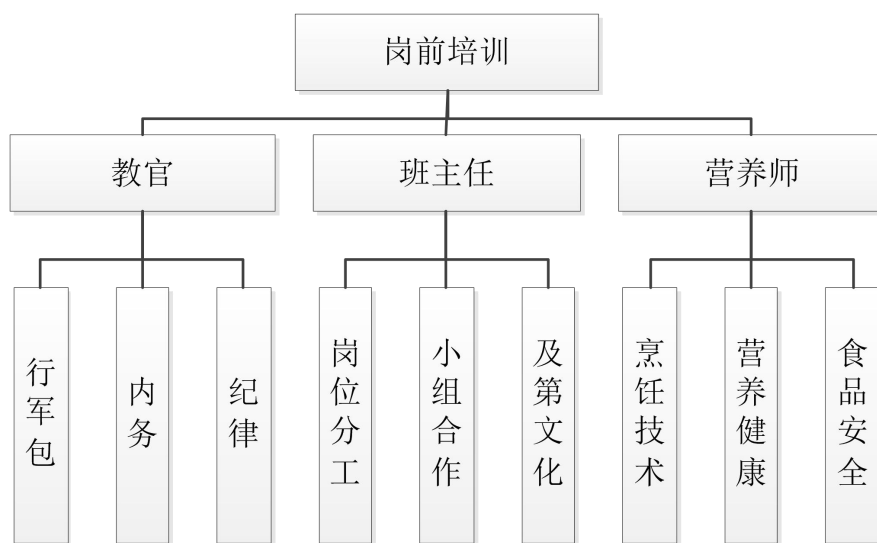 岗前培训
教官
班主任
营养师
行军包
内务
纪律
岗位分工
小组合作
及第文化
烹饪技术
营养健康
食品安全